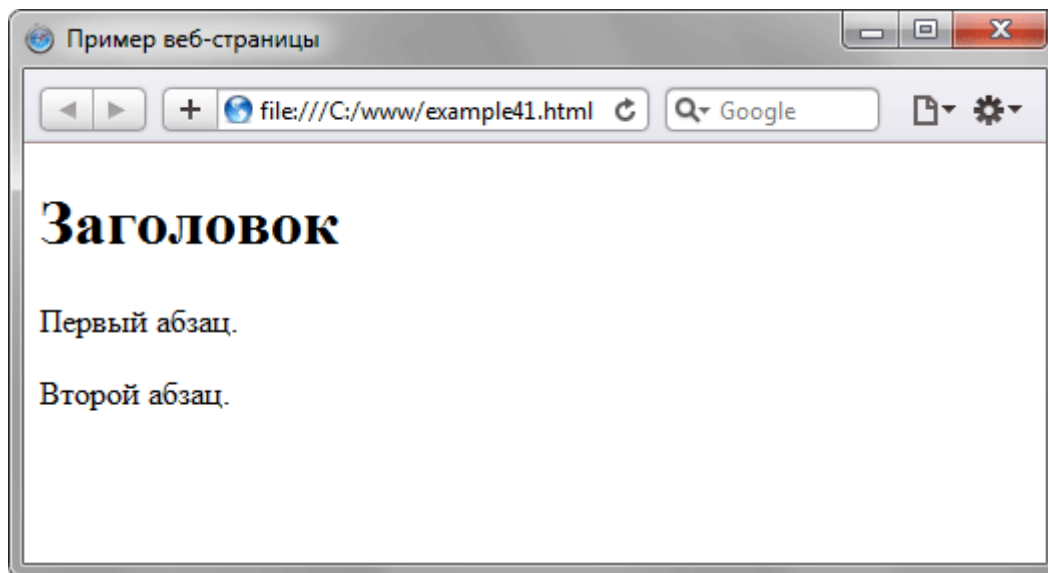 Пример веб-страницы
file:///C:/www/example41.html
Google
Заголовок
Первый абзац.
Второй абзац.